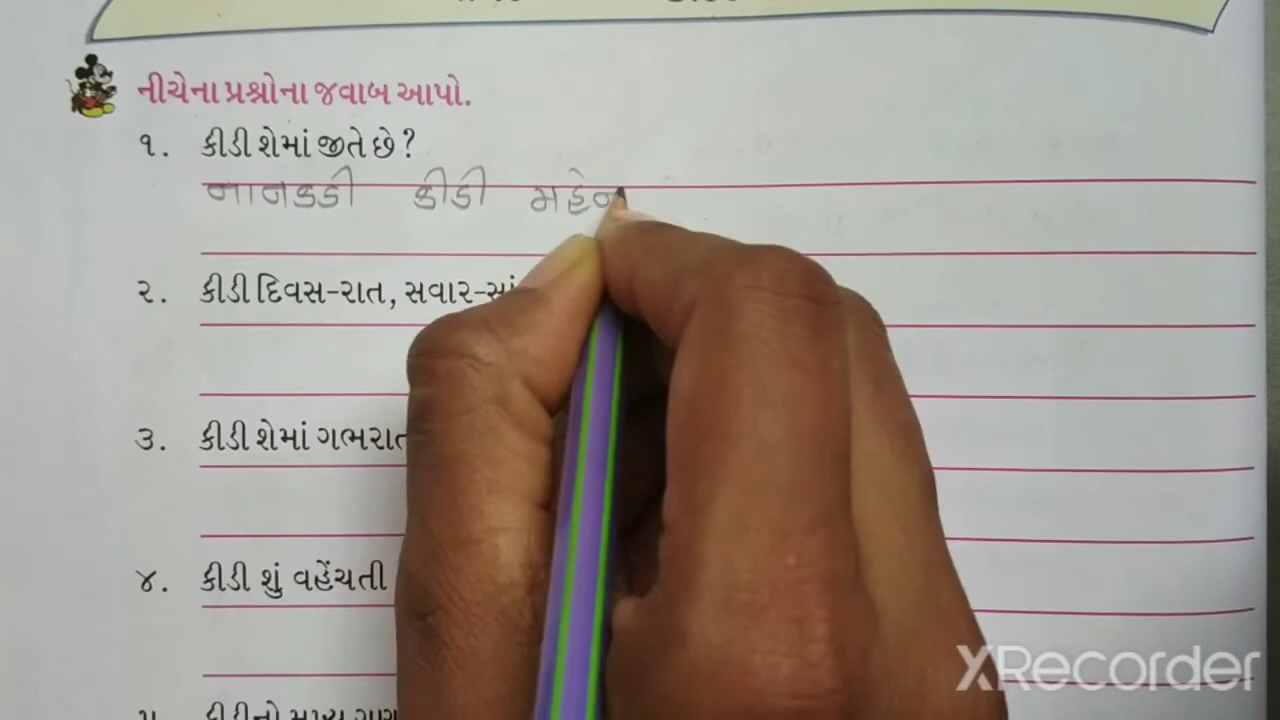 નીચેના પ્રશ્નોના જવાબ આપો.
૧. કીડી શેમાં જીતે છે?
નાનકડી કીડી મહેન
૨. કીડી દિવસ-રાત, સવાર-સાં
૩. કીડી શેમાં ગભરાત
૪. કીડી શું વહેંચતી
XRecorder